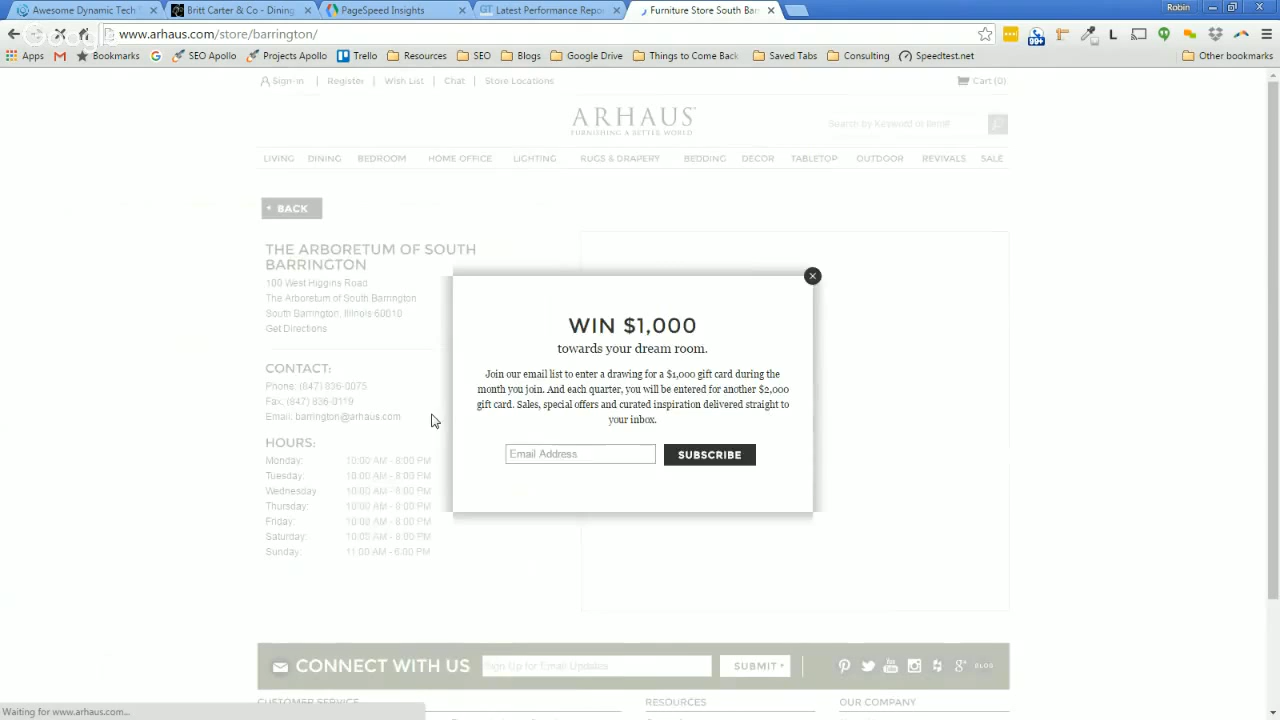 Awesome Dynamic Tech
Britt Carter & Co - Dining
PageSpeed Insights
GT Latest Performance Repo
Furniture Store South Bar
Robin
Google
www.arhaus.com/store/barrington/
99+
Apps
Bookmarks
SEO Apollo
Projects Apollo
Trello
Resources
SEO
Blogs
Google Drive
Things to Come Back
Saved Tabs
Consulting
Speedtest.net
Other bookmarks
Sign-In | Register | Wish List | Chat | Store Locations
Cart (0)
ARHAUS
FURNISHING A BETTER WORLD
Search by Keyword or Item#
LIVING DINING BEDROOM HOME OFFICE LIGHTING RUGS & DRAPERY BEDDING DECOR TABLETOP OUTDOOR REVIVALS SALE
BACK
THE ARBORETUM OF SOUTH
BARRINGTON
100 West Higgins Road
The Arboretum of South Barrington
South Barrington, Illinois 60010
Get Directions
CONTACT:
Phone: (847) 836-0075
Fax: (847) 836-0119
Email: barrington@arhaus.com
HOURS:
Monday: 10:00 AM - 8:00 PM
Tuesday: 10:00 AM - 8:00 PM
Wednesday 10:00 AM - 8:00 PM
Thursday: 10:00 AM - 8:00 PM
Friday: 10:00 AM - 8:00 PM
Saturday: 10:00 AM - 8:00 PM
Sunday: 11:00 AM - 6:00 PM
WIN $1,000
towards your dream room.
Join our email list to enter a drawing for a $1,000 gift card during the
month you join. And each quarter, you will be entered for another $2,000
gift card. Sales, special offers and curated inspiration delivered straight to
your inbox.
Email Address
SUBSCRIBE
CONNECT WITH US
Sign Up for Email Updates
SUBMIT
BLOG
CUSTOMER SERVICE
RESOURCES
OUR COMPANY
Waiting for www.arhaus.com...